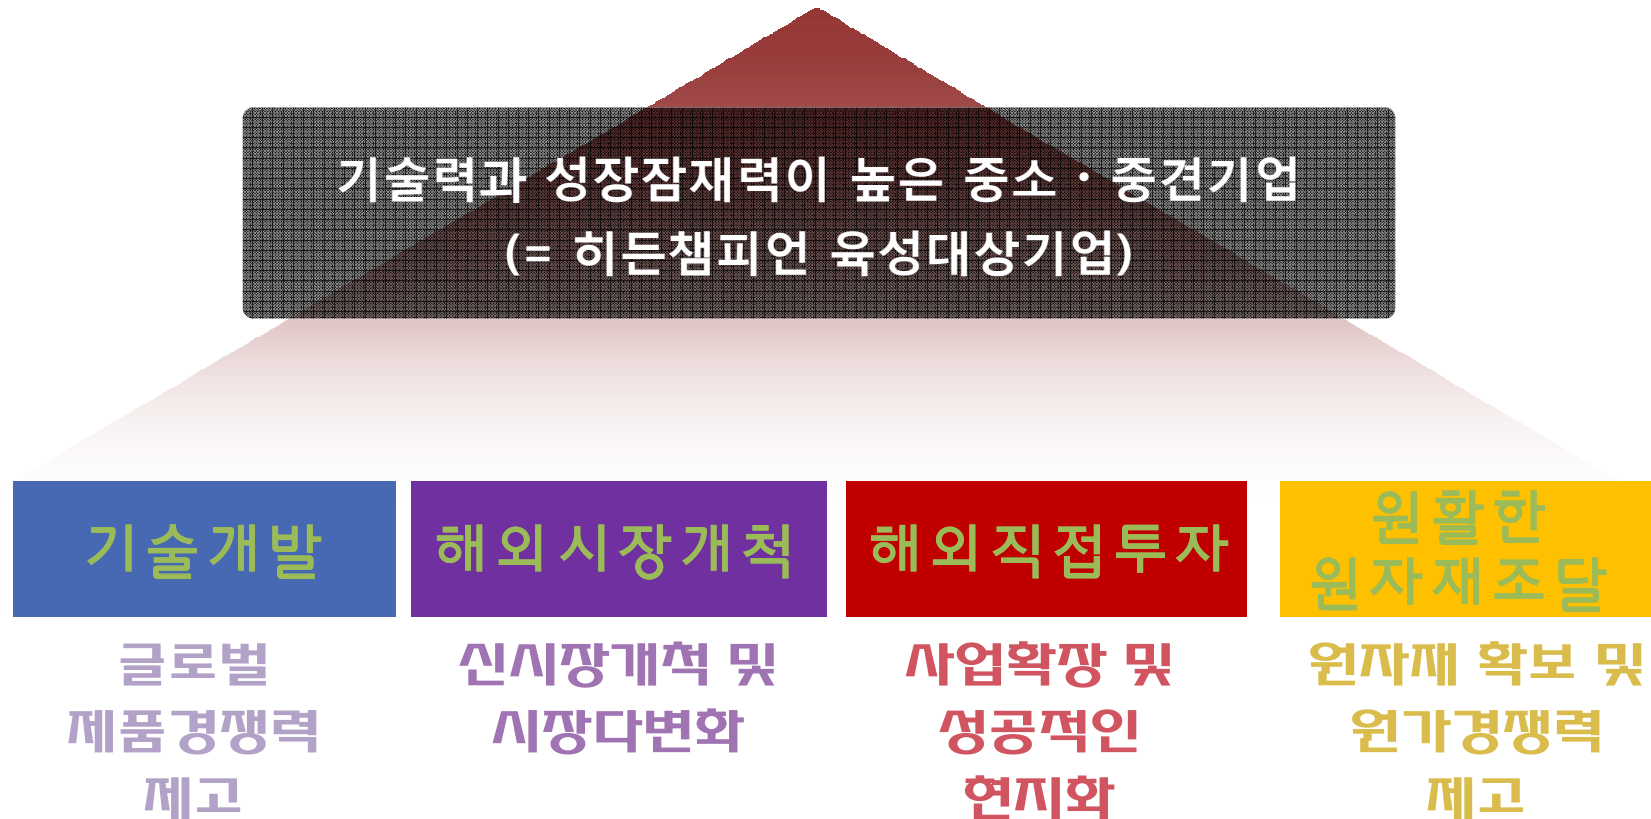 기술력과 성장잠재력이 높은 중소 · 중견기업
(= 히든챔피언 육성대상기업)
기술개발
해외시장개척
해외직접투자
원활한
원자재조달
글로벌
제품경쟁력
제고
신시장개척 및
시장다변화
사업확장 및
성공적인
현지화
원자재 확보 및
원가경쟁력
제고